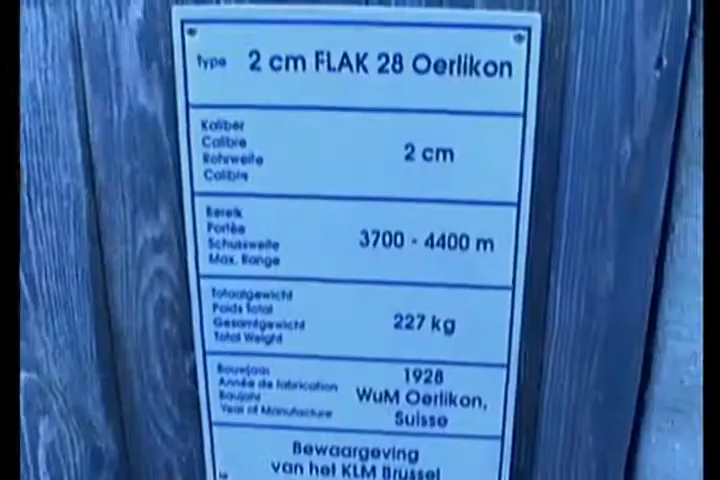 Type 2 cm FLAK 28 Oerlikon
Kaliber
Calibre
Rohrweite
Calibre
2 cm
Bereik
Portée
Schussweite
Max. Range
3700 - 4400 m
Totaalgewicht
Poids Total
Gesamtgewicht
Total Weight
227 kg
Bouwjaar
Année de fabrication
Baujahr
Year of Manufacture
1928
WuM Oerlikon,
Suisse
Bewaargeving
van het KLM Brussel